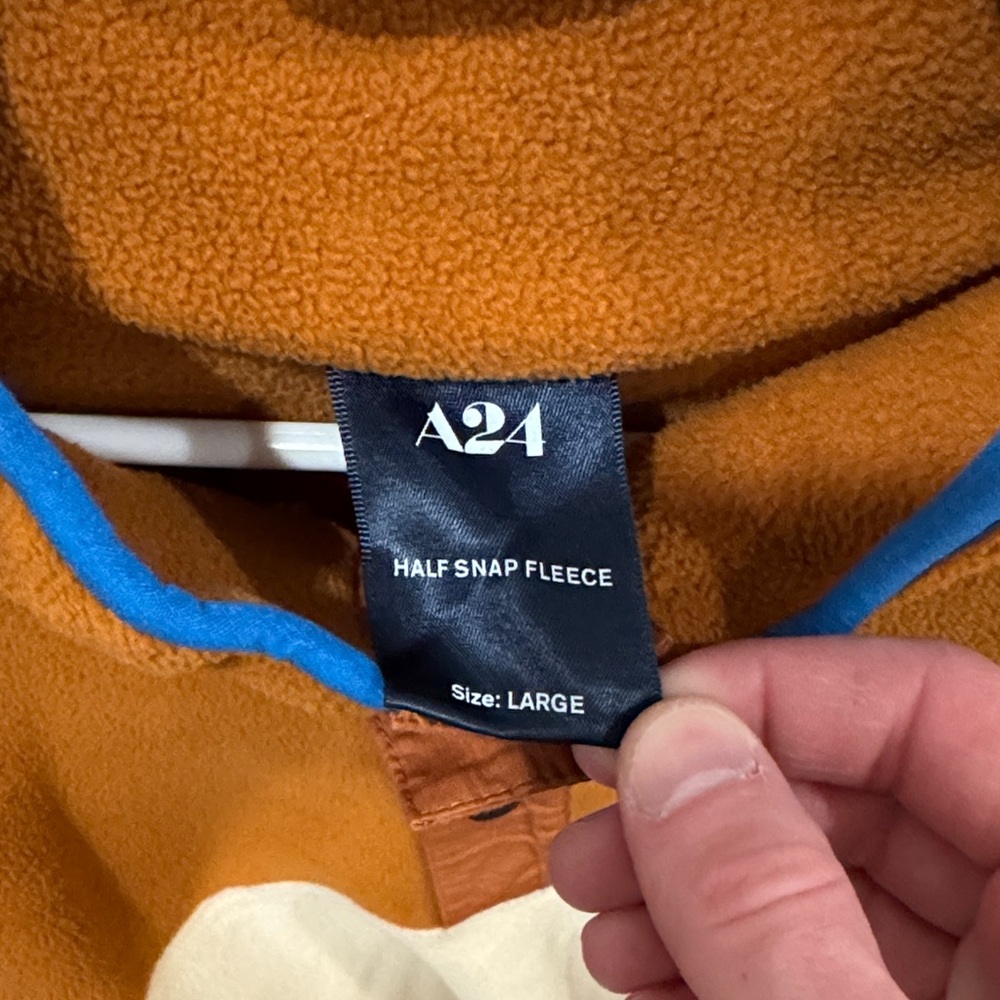 A24
HALF SNAP FLEECE
Size: LARGE